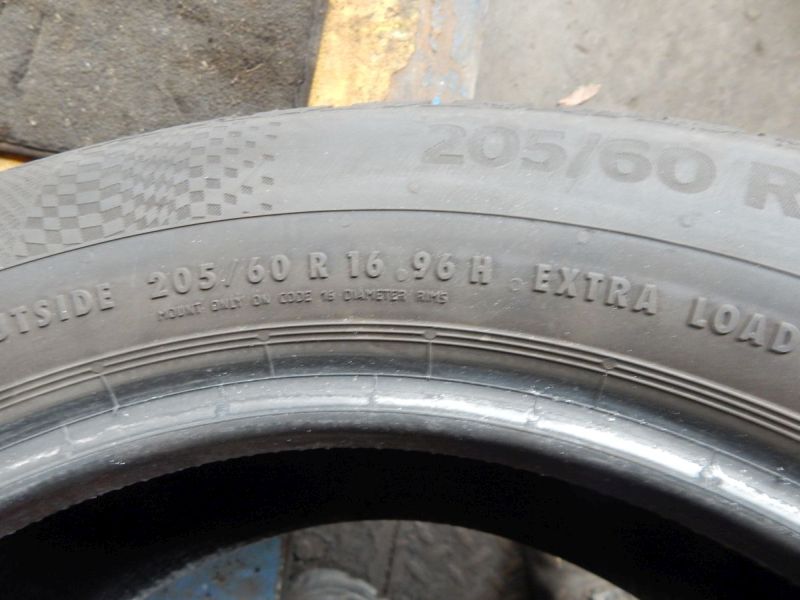 205/60 R
UTSIDE 205/60 R 16 . 96 H . EXTRA LOAD
MOUNT ONLY ON CODE 16 DIAMETER RIMS